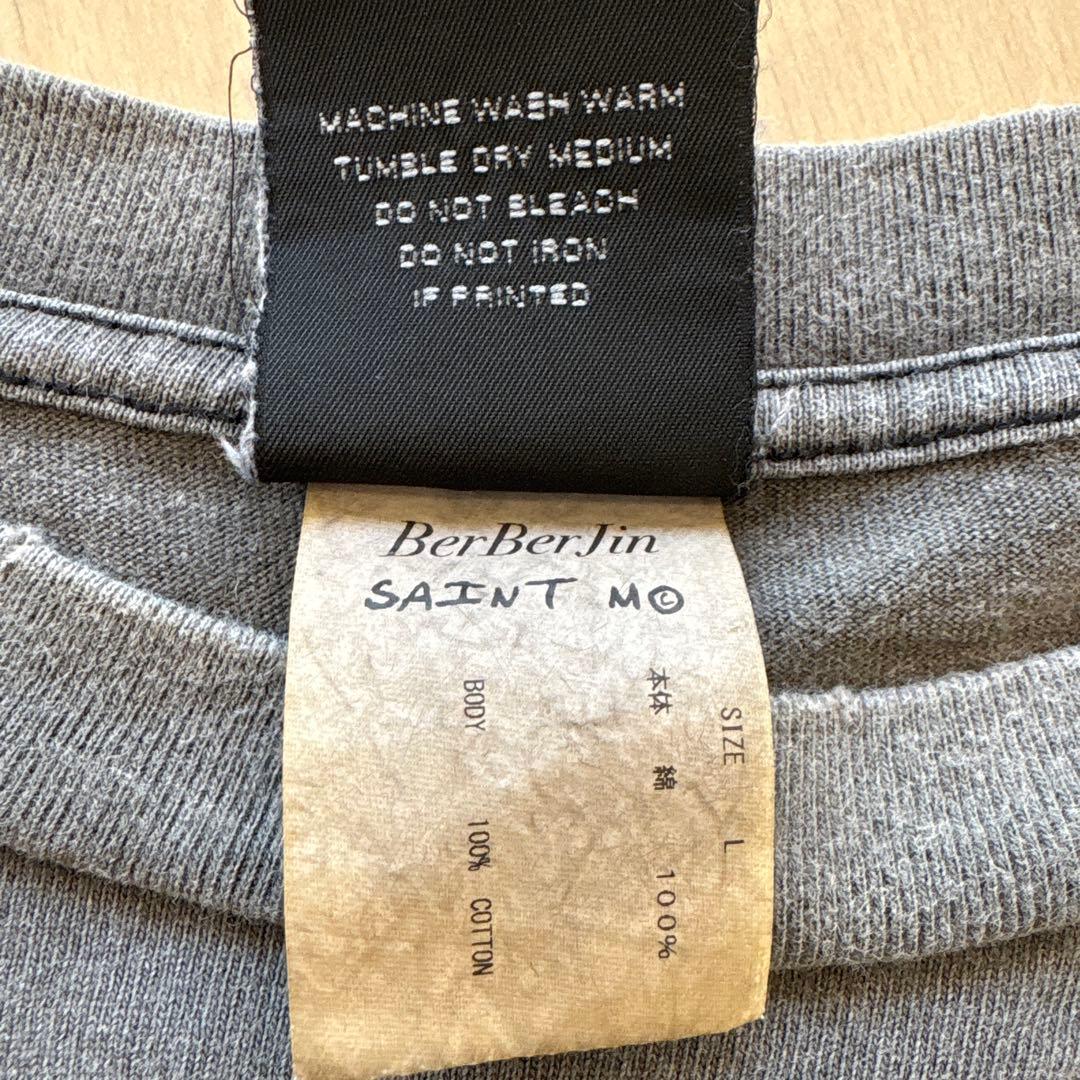 MACHINE WASH WARM
TUMBLE DRY MEDIUM
DO NOT BLEACH
DO NOT IRON
IF PRINTED
BerBerJin
SAINT M©
SIZE L
本体 綿 100%
BODY 100% COTTON